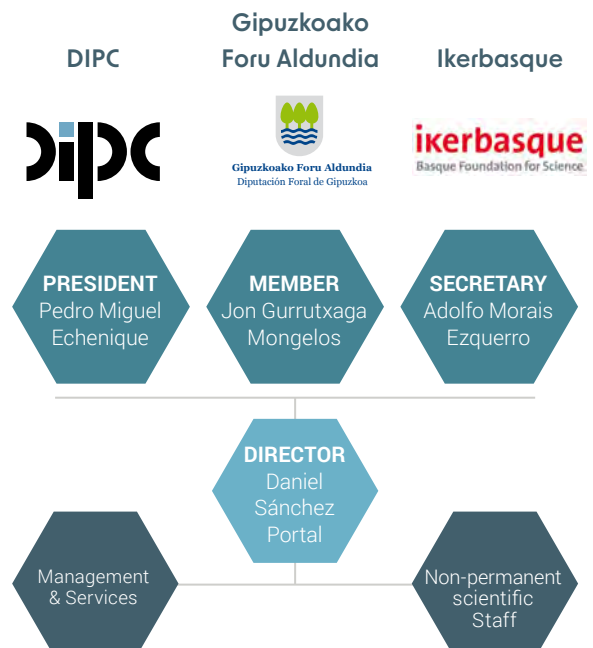 DIPC
Gipuzkoako
Foru Aldundia
Ikerbasque
dipc
Gipuzkoako Foru Aldundia
Diputación Foral de Gipuzkoa
ikerbasque
Basque Foundation for Science
PRESIDENT
Pedro Miguel
Echenique
MEMBER
Jon Gurrutxaga
Mongelos
SECRETARY
Adolfo Morais
Ezquerro
DIRECTOR
Daniel
Sánchez
Portal
Management
& Services
Non-permanent
scientific
Staff